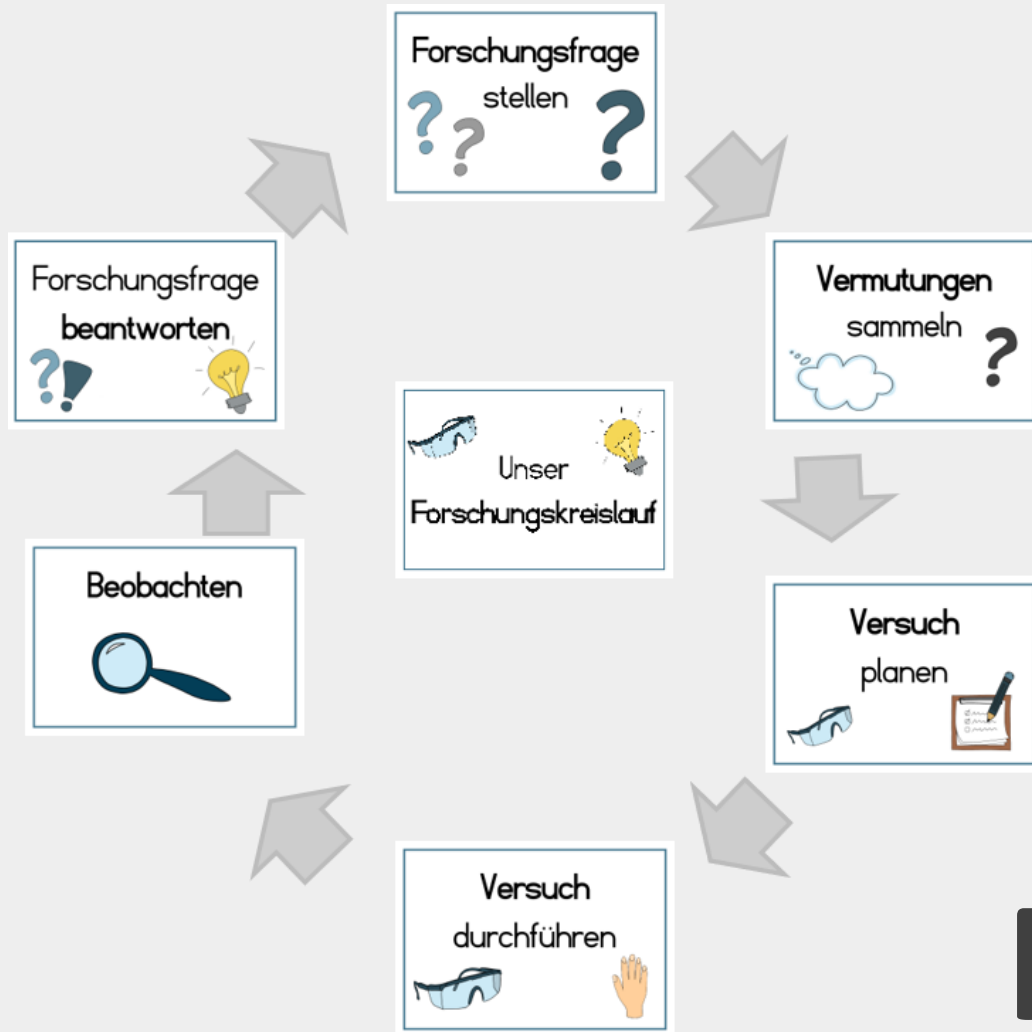 Forschungsfrage
stellen
Vermutungen
sammeln
Versuch
planen
Versuch
durchführen
Beobachten
Forschungsfrage
beantworten
Unser
Forschungskreislauf